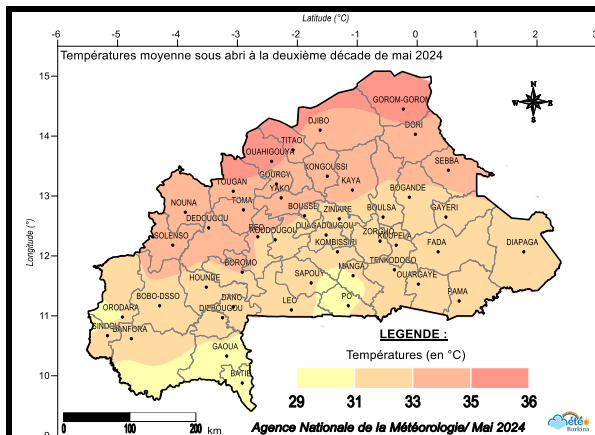 Latitude (°C)
-6 -5 -4 -3 -2 -1 0 1 2 3
Températures moyenne sous abri à la deuxième décade de mai 2024
15
14
13
12
11
10
9
Longitude (°)
N
W E
S
GOROM-GOROM
DJIBO
DORI
TITAO
OUAHIGOUYA
KONGOUSSI
SEBBA
TOUGAN
GOURCY
KAYA
YAKO
BOGANDE
NOUNA
TOMA
BOUSSE
ZINIARE
BOULSA
GAYERI
DEDOUGOU
REO
KOUDOUGOU
OUAGADOUGOU
ZORGHO
SOLENSO
KOMBISSIRI
KOUPELA
FADA
DIAPAGA
BOROMO
TENKODOGO
MANGA
HOUNDE
SAPOUY
OUARGAYE
BOBO-DSSO
DANO
LEO
PO
PAMA
ORODARA
DIEBOUGOU
SINDOU
BANFORA
GAOUA
BATIE
LEGENDE :
Températures (en °C)
29 31 33 35 36
0 100 200
km
Agence Nationale de la Météorologie/ Mai 2024
Météo
Burkina